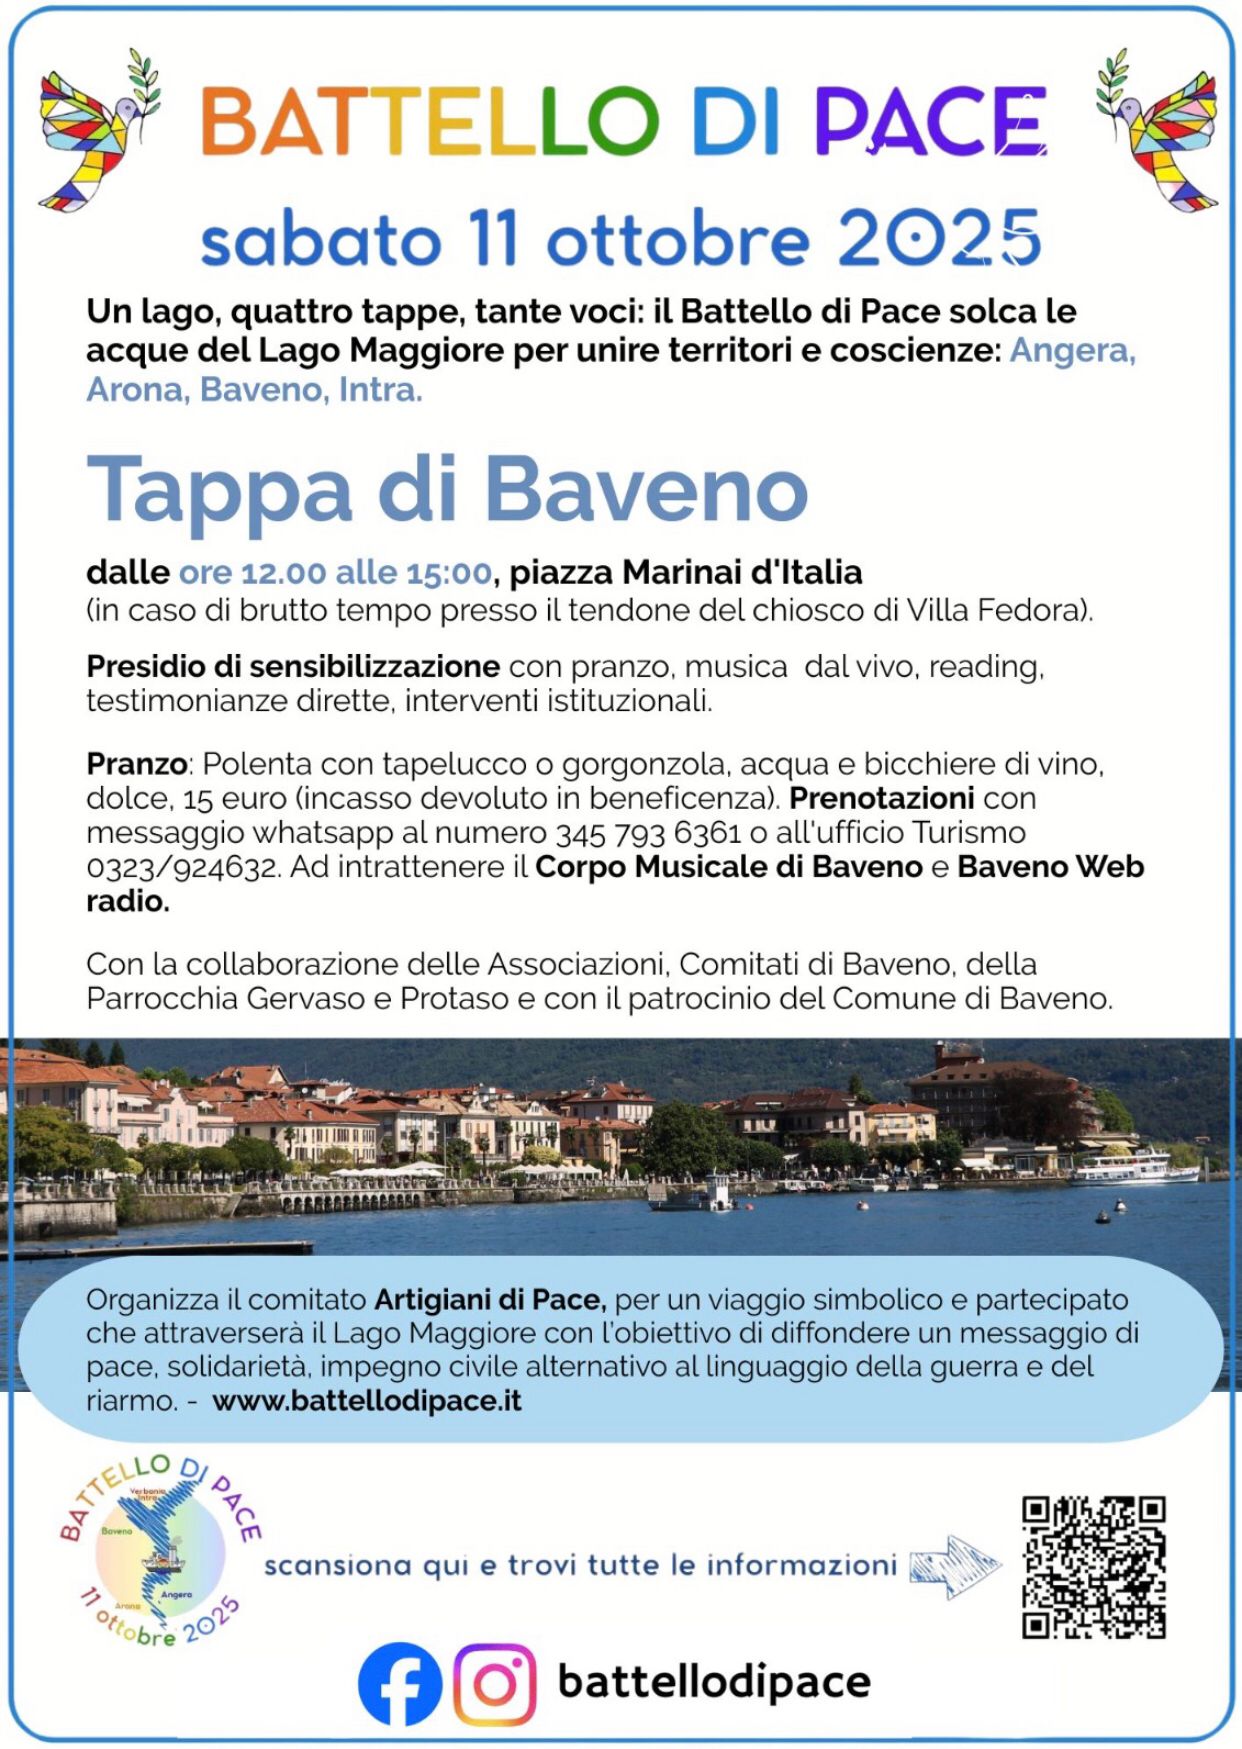 BATTELLO DI PACE
sabato 11 ottobre 2025
Un lago, quattro tappe, tante voci: il Battello di Pace solca le
acque del Lago Maggiore per unire territori e coscienze: Angera,
Arona, Baveno, Intra.
Tappa di Baveno
dalle ore 12.00 alle 15:00, piazza Marinai d'Italia
(in caso di brutto tempo presso il tendone del chiosco di Villa Fedora).
Presidio di sensibilizzazione con pranzo, musica dal vivo, reading,
testimonianze dirette, interventi istituzionali.
Pranzo: Polenta con tapelucco o gorgonzola, acqua e bicchiere di vino,
dolce, 15 euro (incasso devoluto in beneficenza). Prenotazioni con
messaggio whatsapp al numero 345 793 6361 o all'ufficio Turismo
0323/924632. Ad intrattenere il Corpo Musicale di Baveno e Baveno Web
radio.
Con la collaborazione delle Associazioni, Comitati di Baveno, della
Parrocchia Gervaso e Protaso e con il patrocinio del Comune di Baveno.
Organizza il comitato Artigiani di Pace, per un viaggio simbolico e partecipato
che attraverserà il Lago Maggiore con l'obiettivo di diffondere un messaggio di
pace, solidarietà, impegno civile alternativo al linguaggio della guerra e del
riarmo. - www.battellodipace.it
BATTELLO DI PACE
Verbania
Intra
Baveno
Angera
Arona
11 ottobre 2025
scansiona qui e trovi tutte le informazioni
battellodipace